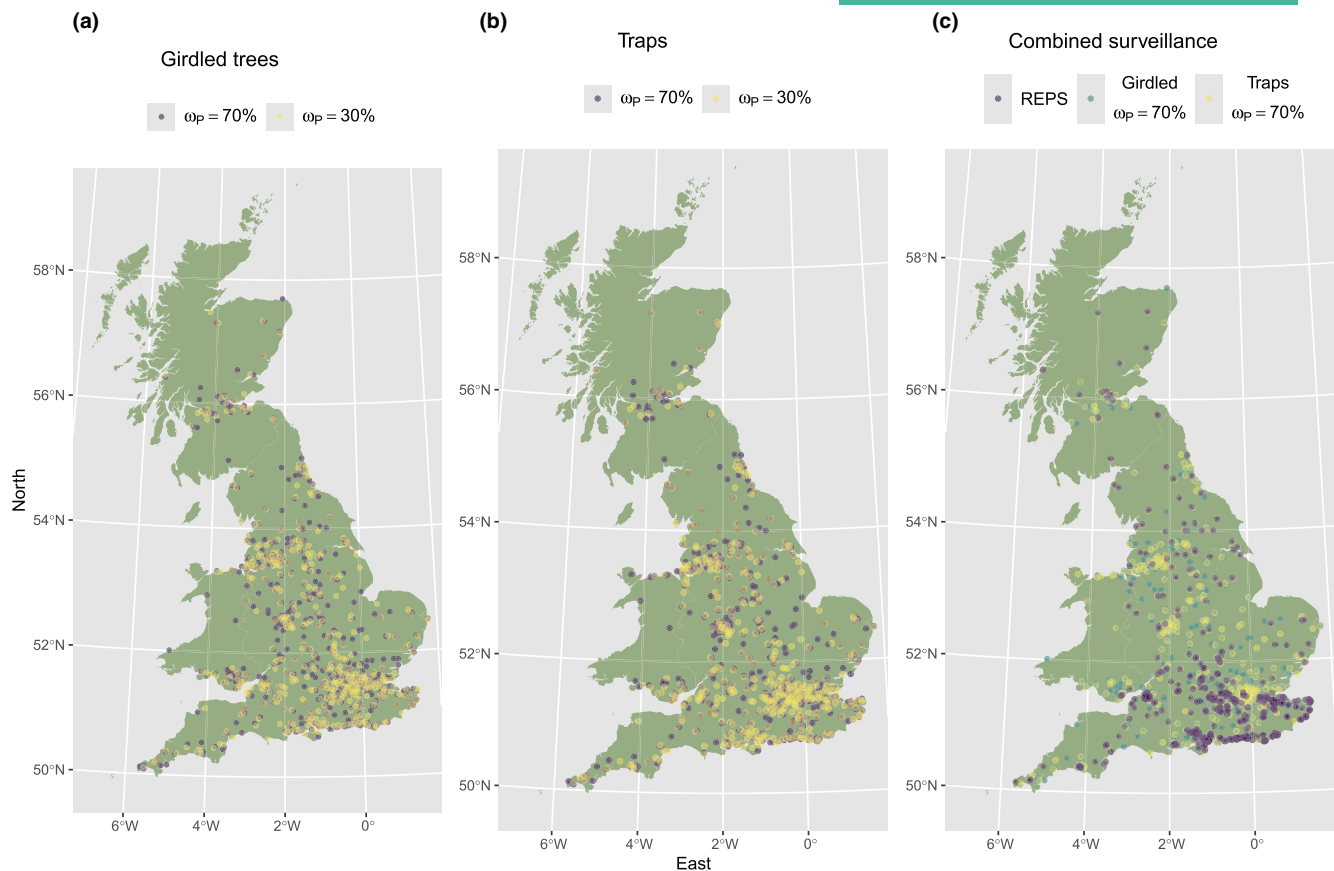 (a)
Girdled trees
ωP = 70%
ωP = 30%
58°N
56°N
54°N
52°N
50°N
6°W
4°W
2°W
0°
North
(b)
Traps
ωP = 70%
ωP = 30%
58°N
56°N
54°N
52°N
50°N
6°W
4°W
2°W
0°
East
(c)
Combined surveillance
REPS
Girdled
ωP = 70%
Traps
ωP = 70%
58°N
56°N
54°N
52°N
50°N
6°W
4°W
2°W
0°